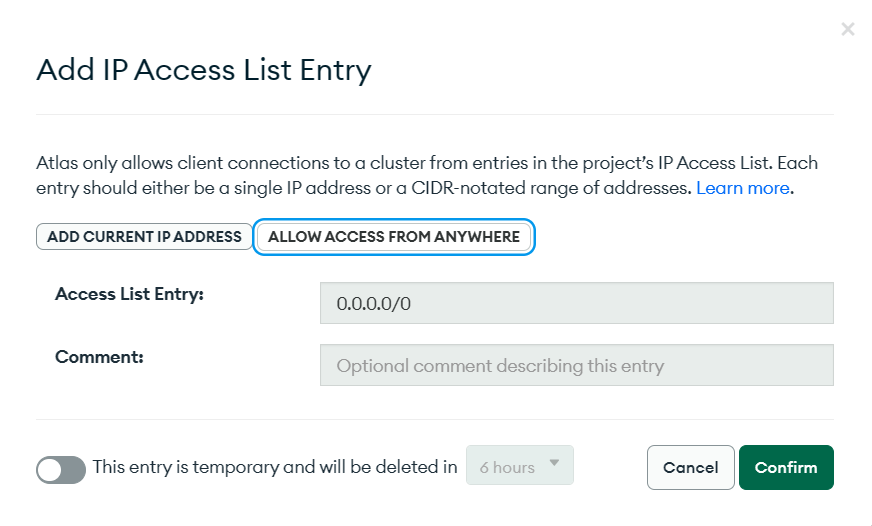 Add IP Access List Entry
Atlas only allows client connections to a cluster from entries in the project's IP Access List. Each
entry should either be a single IP address or a CIDR-notated range of addresses. Learn more.
ADD CURRENT IP ADDRESS ALLOW ACCESS FROM ANYWHERE
Access List Entry: 0.0.0.0/0
Comment: Optional comment describing this entry
This entry is temporary and will be deleted in 6 hours Cancel Confirm